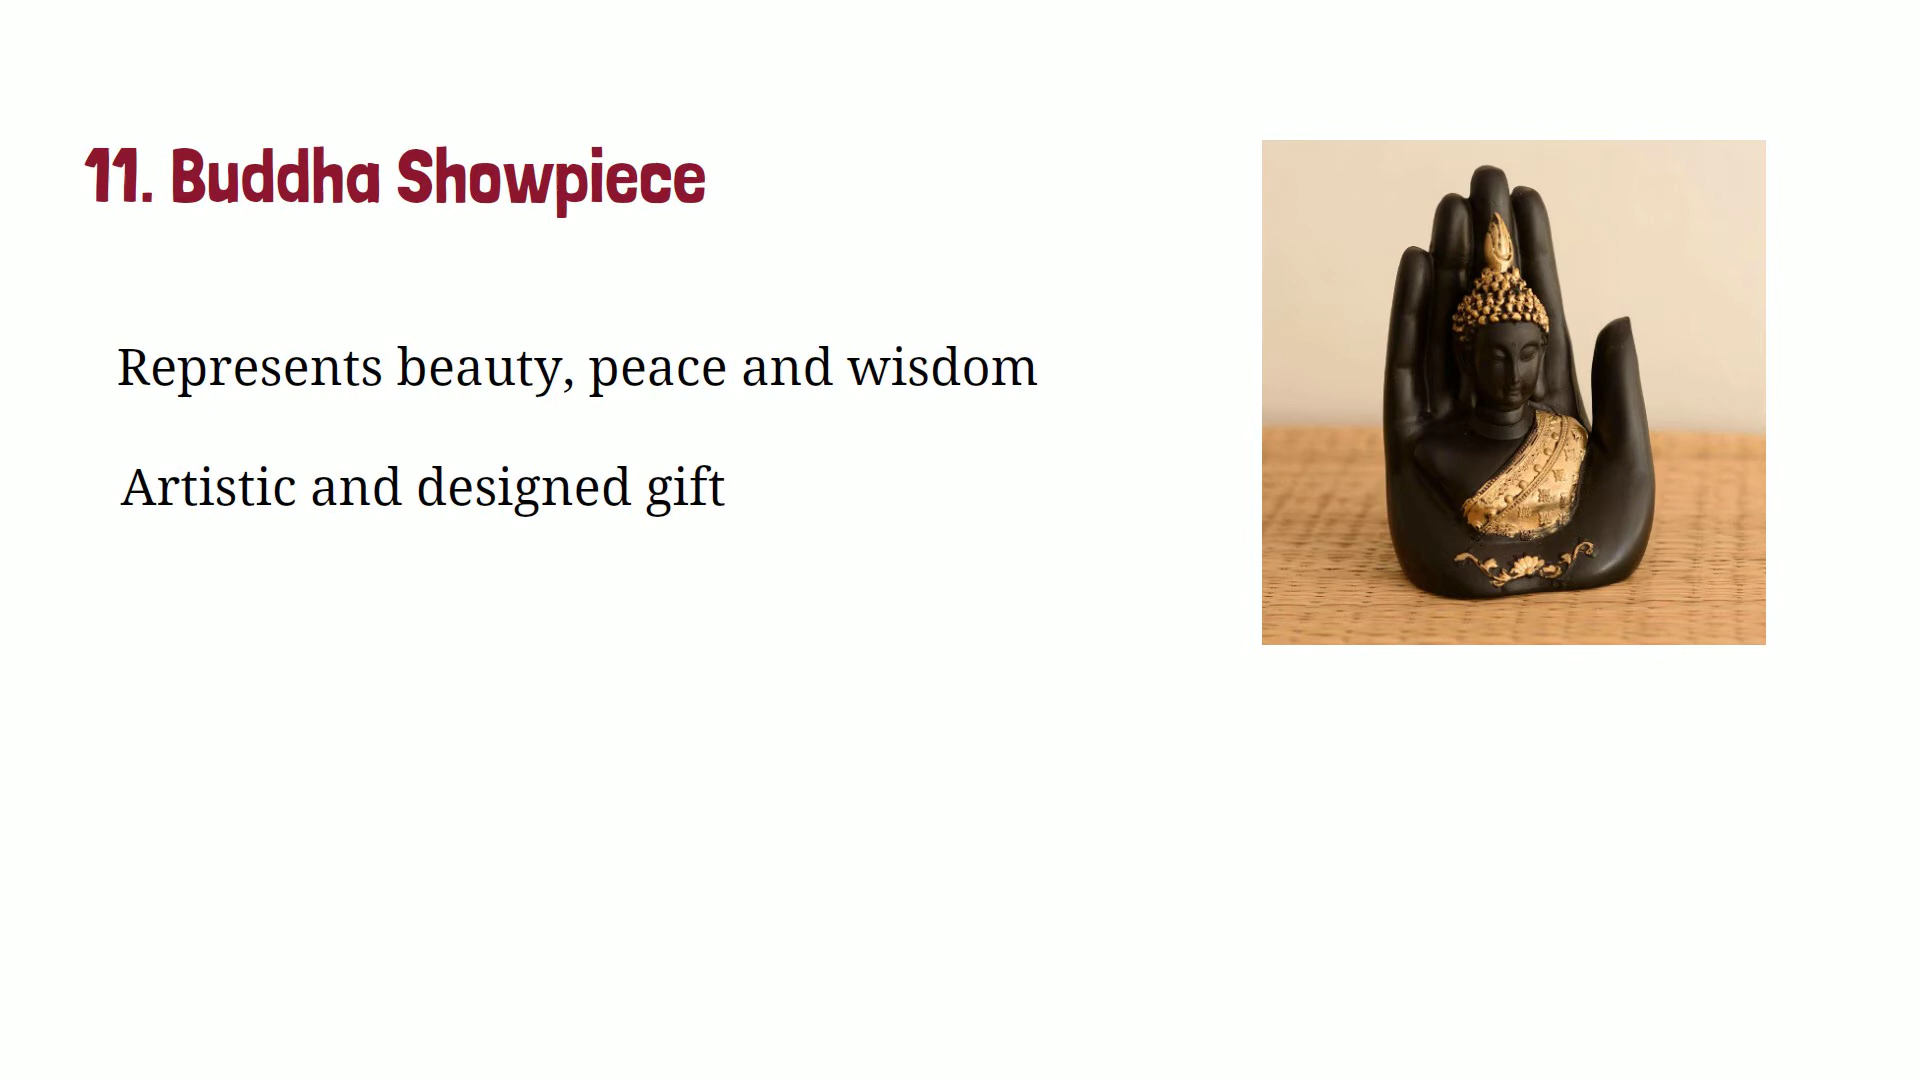 11. Buddha Showpiece
Represents beauty, peace and wisdom
Artistic and designed gift